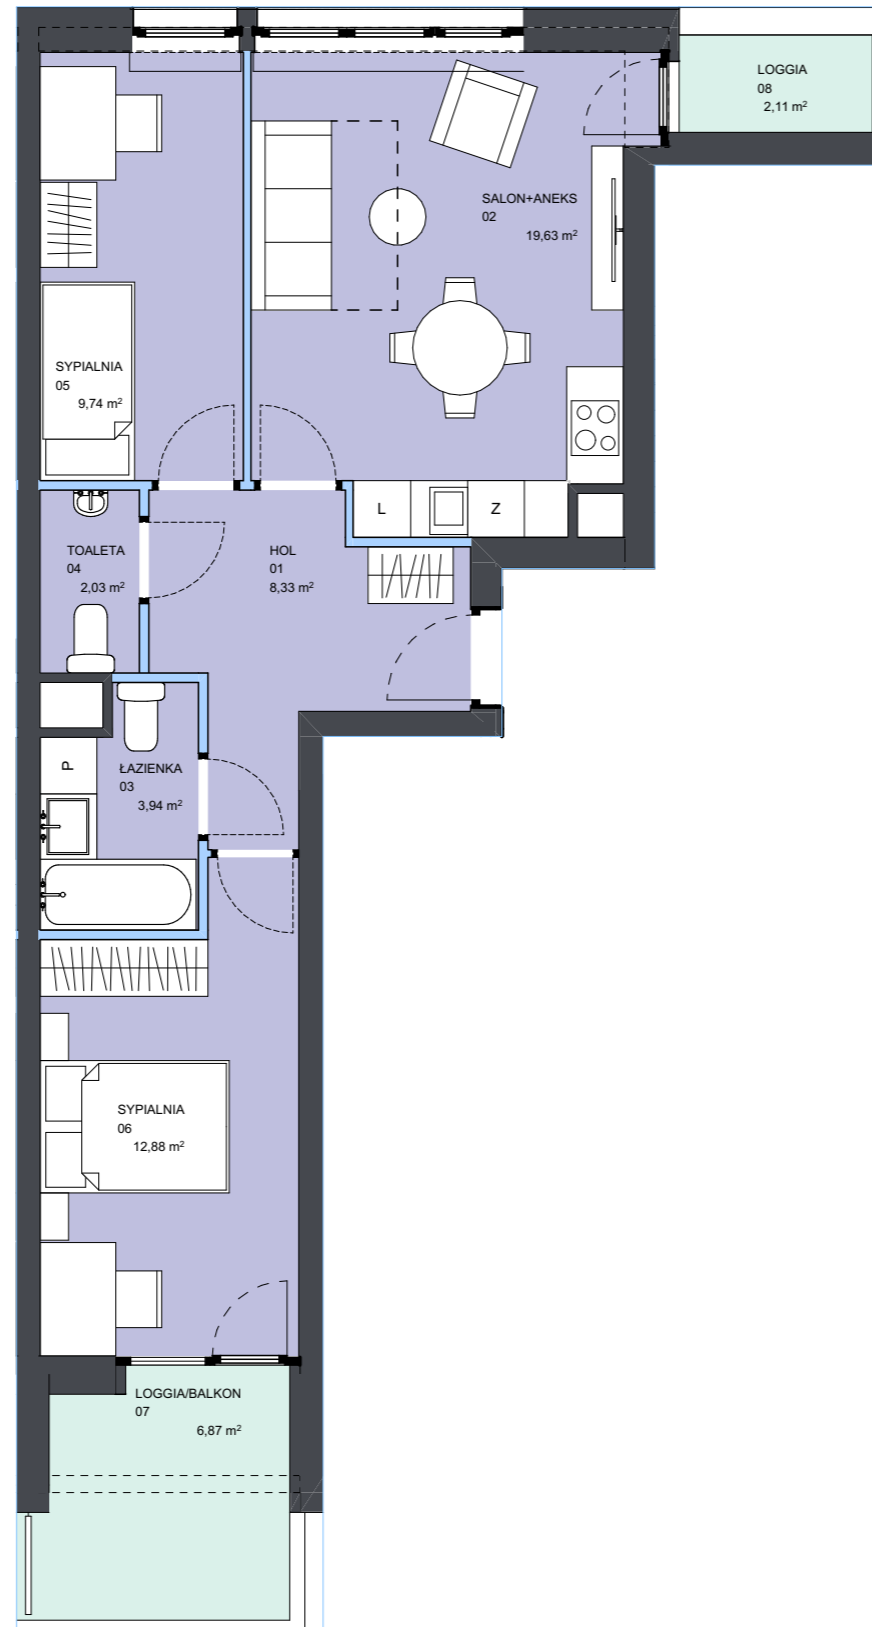 LOGGIA
08
2,11 m²
SALON+ANEKS
02
19,63 m²
SYPIALNIA
05
9,74 m²
L
Z
TOALETA
04
2,03 m²
HOL
01
8,33 m²
P
ŁAZIENKA
03
3,94 m²
SYPIALNIA
06
12,88 m²
LOGGIA/BALKON
07
6,87 m²